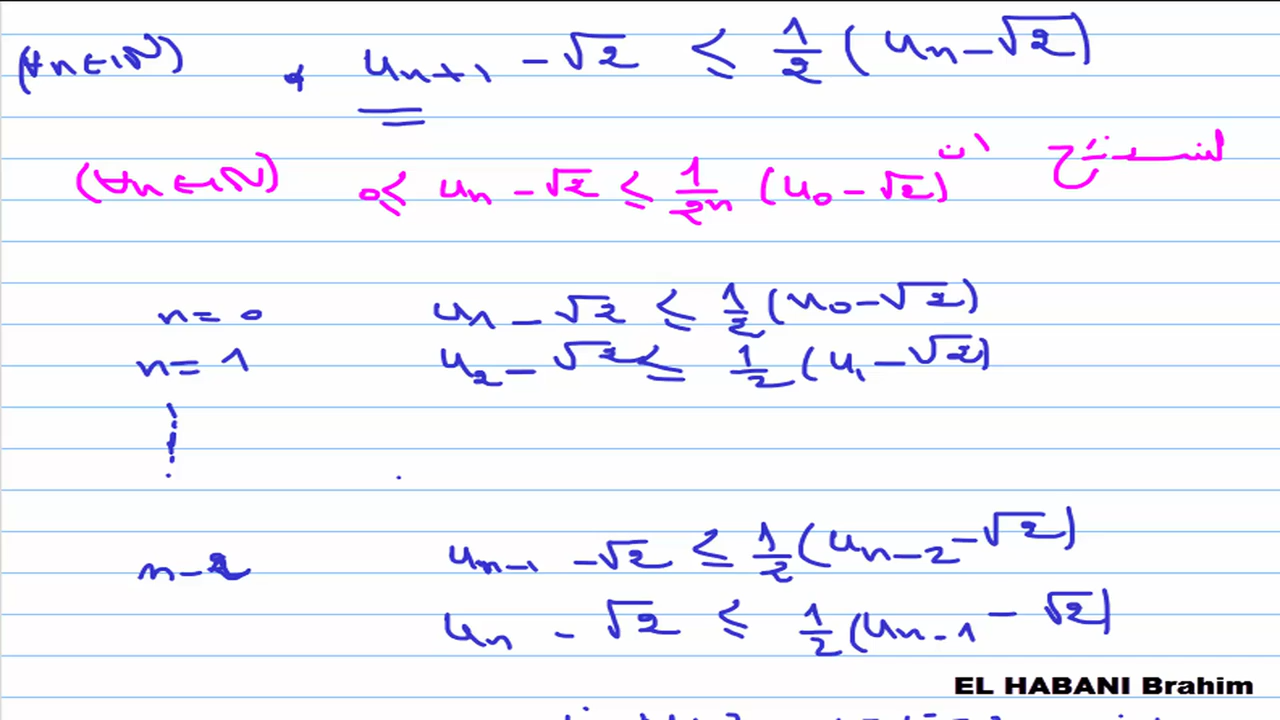 (∀n∈ℕ) , u_{n+1} - √2 ≤ 1/2 (u_n - √2)
لنستنتج ان (∀n∈ℕ) 0 ≤ u_n - √2 ≤ 1/2^n (u_0 - √2)
n = 0 u_1 - √2 ≤ 1/2 (u_0 - √2)
n = 1 u_2 - √2 ≤ 1/2 (u_1 - √2)
n-2 u_{n-1} - √2 ≤ 1/2 (u_{n-2} - √2)
u_n - √2 ≤ 1/2 (u_{n-1} - √2)
EL HABANI Brahim